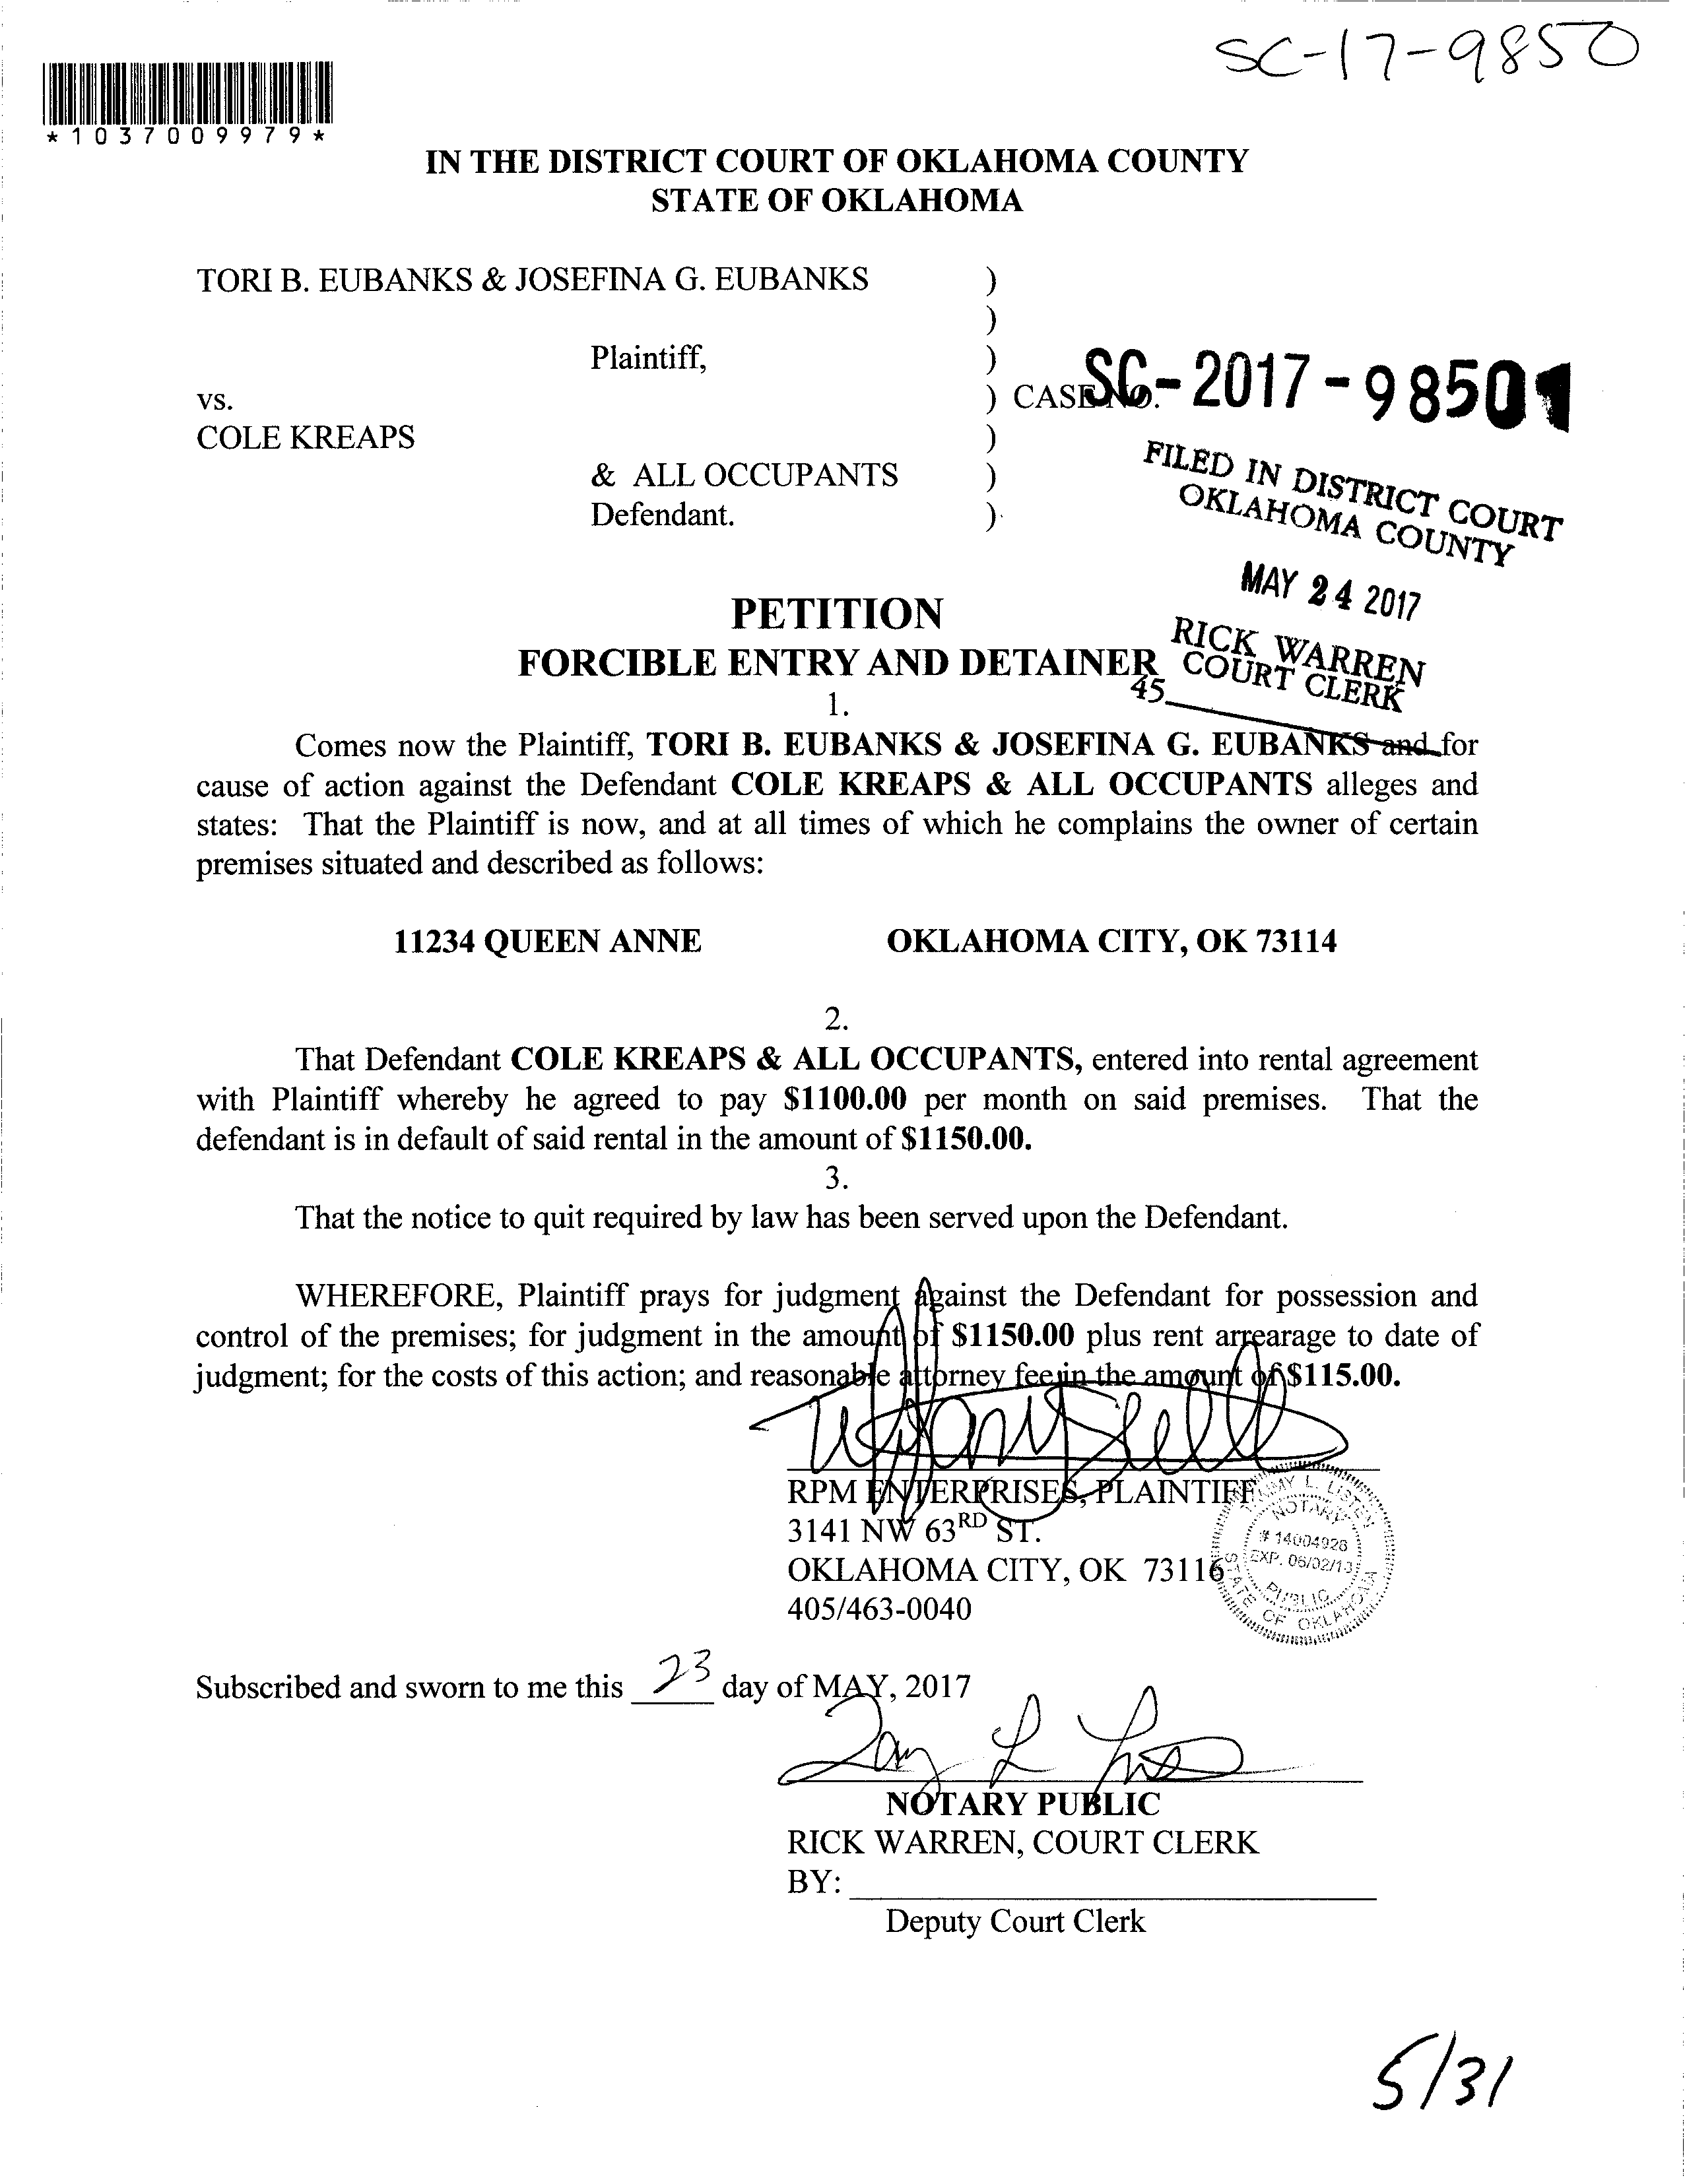 SC-17-9850
*1037009979*
IN THE DISTRICT COURT OF OKLAHOMA COUNTY
STATE OF OKLAHOMA
TORI B. EUBANKS & JOSEFINA G. EUBANKS )
)
Plaintiff, )
vs. ) CASE NO. SC-2017-98501
COLE KREAPS )
& ALL OCCUPANTS )
Defendant. )
FILED IN DISTRICT COURT
OKLAHOMA COUNTY
MAY 24 2017
RICK WARREN
COURT CLERK
45
PETITION
FORCIBLE ENTRY AND DETAINER
1.
Comes now the Plaintiff, TORI B. EUBANKS & JOSEFINA G. EUBANKS and for
cause of action against the Defendant COLE KREAPS & ALL OCCUPANTS alleges and
states: That the Plaintiff is now, and at all times of which he complains the owner of certain
premises situated and described as follows:
11234 QUEEN ANNE OKLAHOMA CITY, OK 73114
2.
That Defendant COLE KREAPS & ALL OCCUPANTS, entered into rental agreement
with Plaintiff whereby he agreed to pay $1100.00 per month on said premises. That the
defendant is in default of said rental in the amount of $1150.00.
3.
That the notice to quit required by law has been served upon the Defendant.
WHEREFORE, Plaintiff prays for judgment against the Defendant for possession and
control of the premises; for judgment in the amount of $1150.00 plus rent arrearage to date of
judgment; for the costs of this action; and reasonable attorney fee in the amount of $115.00.
RPM ENTERPRISES, PLAINTIFF
3141 NW 63RD ST.
OKLAHOMA CITY, OK 73116
405/463-0040
NOTARY
# 14004928
EXP. 06/02/
PUBLIC
STATE OF OKLAHOMA
Subscribed and sworn to me this 23 day of MAY, 2017
NOTARY PUBLIC
RICK WARREN, COURT CLERK
BY:
Deputy Court Clerk
5/31